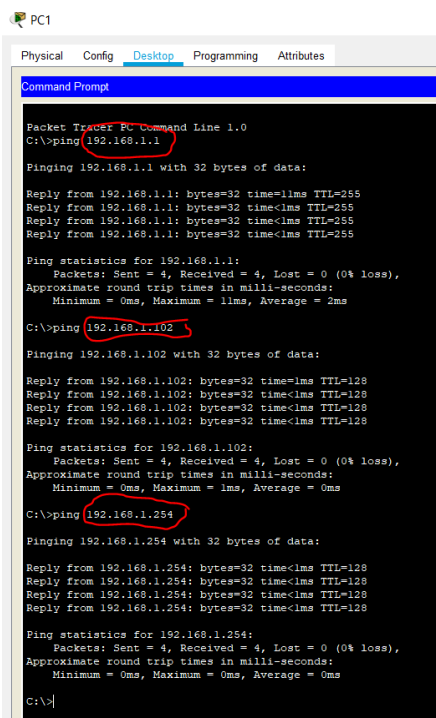 PC1
Physical Config Desktop Programming Attributes
Command Prompt
Packet Tracer PC Command Line 1.0
C:\>ping 192.168.1.1
Pinging 192.168.1.1 with 32 bytes of data:
Reply from 192.168.1.1: bytes=32 time=11ms TTL=255
Reply from 192.168.1.1: bytes=32 time<1ms TTL=255
Reply from 192.168.1.1: bytes=32 time<1ms TTL=255
Reply from 192.168.1.1: bytes=32 time<1ms TTL=255
Ping statistics for 192.168.1.1:
Packets: Sent = 4, Received = 4, Lost = 0 (0% loss),
Approximate round trip times in milli-seconds:
Minimum = 0ms, Maximum = 11ms, Average = 2ms
C:\>ping 192.168.1.102
Pinging 192.168.1.102 with 32 bytes of data:
Reply from 192.168.1.102: bytes=32 time=1ms TTL=128
Reply from 192.168.1.102: bytes=32 time<1ms TTL=128
Reply from 192.168.1.102: bytes=32 time<1ms TTL=128
Reply from 192.168.1.102: bytes=32 time<1ms TTL=128
Ping statistics for 192.168.1.102:
Packets: Sent = 4, Received = 4, Lost = 0 (0% loss),
Approximate round trip times in milli-seconds:
Minimum = 0ms, Maximum = 1ms, Average = 0ms
C:\>ping 192.168.1.254
Pinging 192.168.1.254 with 32 bytes of data:
Reply from 192.168.1.254: bytes=32 time<1ms TTL=128
Reply from 192.168.1.254: bytes=32 time<1ms TTL=128
Reply from 192.168.1.254: bytes=32 time<1ms TTL=128
Reply from 192.168.1.254: bytes=32 time<1ms TTL=128
Ping statistics for 192.168.1.254:
Packets: Sent = 4, Received = 4, Lost = 0 (0% loss),
Approximate round trip times in milli-seconds:
Minimum = 0ms, Maximum = 0ms, Average = 0ms
C:\>